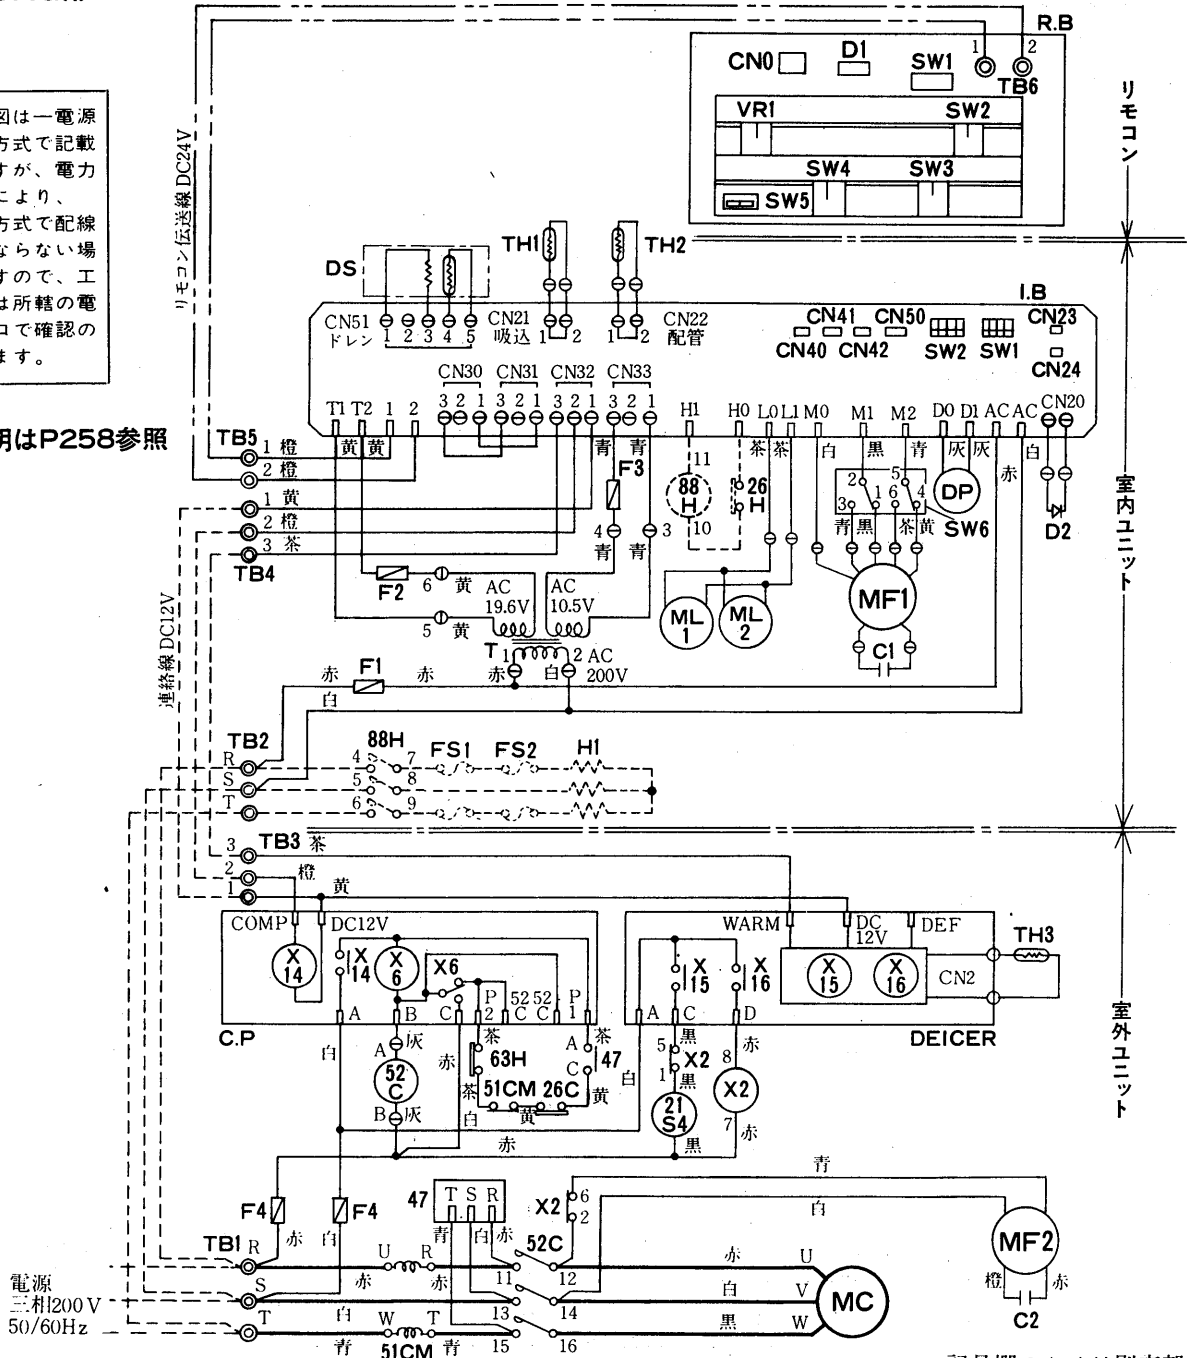 R.B
CN0 D1 SW1 1 2
TB6
VR1 SW2
SW4 SW3
SW5
リモコン
図は一電源
方式で記載
すが、電力
により、
方式で配線
ならない場
すので、工
は所轄の電
ロで確認の
ます。
明はP258参照
リモコン伝送線DC24V
DS TH1 TH2
I.B
CN51 ドレン 1 2 3 4 5
CN21 吸込 1 2
1 2 CN22 配管
CN40 CN41 CN42 CN50 SW2 SW1 CN23
CN24
CN30 CN31 CN32 CN33
3 2 1 3 2 1 3 2 1 3 2 1
T1 T2 1 2
H1 H0 L0 L1 M0 M1 M2 D0 D1 AC AC CN20
TB5
1 橙 黄 黄
2 橙
1 黄
2 橙
3 茶
TB4
青 青 F3
4 3
青 青
11
88 H
10
26 H
茶 茶 白 黒 青 灰 灰 赤 白
2 5
3 1 6 4
SW6
青 黒 茶 黄
DP
D2
室内ユニット
F2 6 黄 AC 19.6V AC 10.5V
5 黄
T 1 2 AC 200V
ML 1 ML 2
MF1
C1
連絡線DC12V
赤 F1 赤 赤 白
白
TB2 88H FS1 FS2 H1
R 4 7
S 5 8
T 6 9
3 TB3 茶
2 橙
1 黄
COMP DC12V
X 14 X 14 X 6 X6
A B C P 2 52 C 52 C P 1
C.P
WARM DC 12V DEF
X 15 X 16 X 15 X 16 CN2 TH3
A C D
DEICER
室外ユニット
白 A 灰 赤 茶 茶 A
52 C
63H C 47
B 灰 茶 51CM 26C 黄
白 黄
白
黒 赤
5 X2 8
1 黒 X2
21 S4 7 赤
黒
赤
青
白
F4 F4 47 T S R X2 6 2
赤 白 青 白 赤 52C
MF2
橙 赤
C2
TB1 R U R 11 12 赤 U
S 赤 赤 13 14 白 V
T 白 W T 15 16 黒 W
青 51CM 青
MC
電源
三相200V
50/60Hz